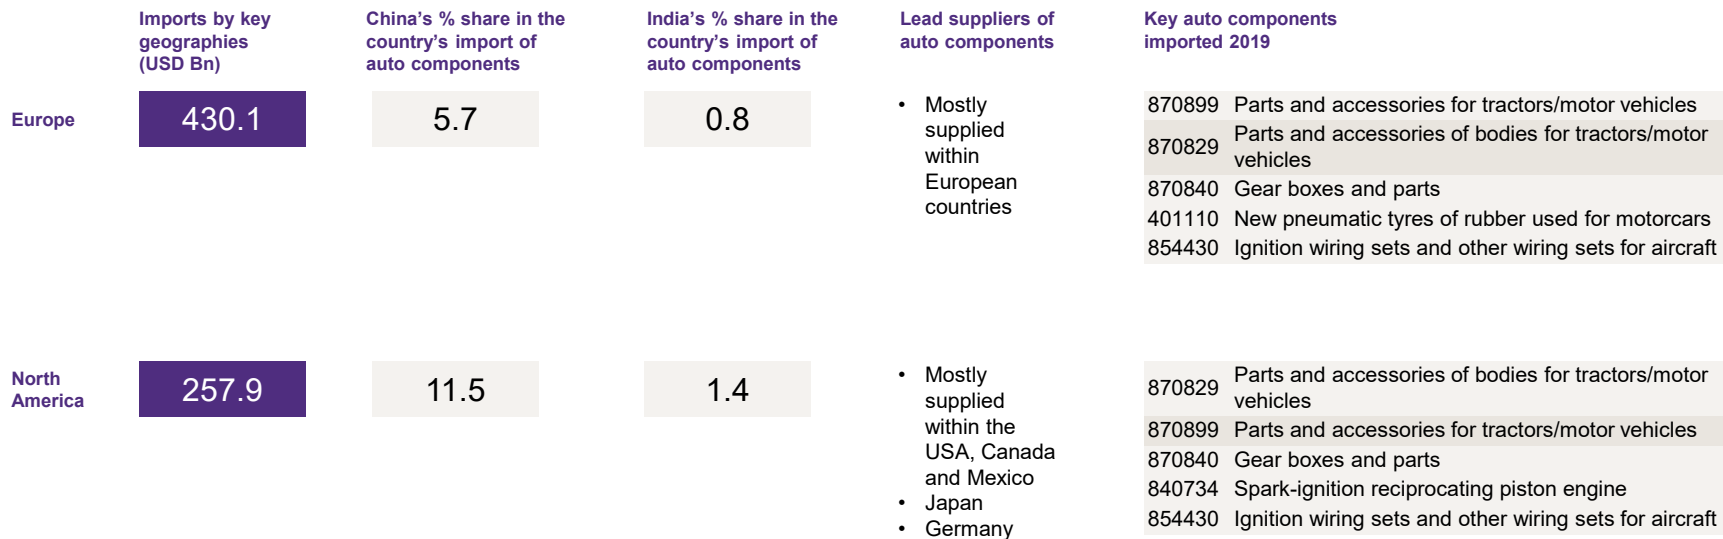 Imports by key
geographies
(USD Bn)
China’s % share in the
country’s import of
auto components
India’s % share in the
country’s import of
auto components
Lead suppliers of
auto components
Key auto components
imported 2019
Europe
430.1
5.7
0.8
• Mostly
supplied
within
European
countries
870899 Parts and accessories for tractors/motor vehicles
870829 Parts and accessories of bodies for tractors/motor
vehicles
870840 Gear boxes and parts
401110 New pneumatic tyres of rubber used for motorcars
854430 Ignition wiring sets and other wiring sets for aircraft
North
America
257.9
11.5
1.4
• Mostly
supplied
within the
USA, Canada
and Mexico
• Japan
• Germany
870829 Parts and accessories of bodies for tractors/motor
vehicles
870899 Parts and accessories for tractors/motor vehicles
870840 Gear boxes and parts
840734 Spark-ignition reciprocating piston engine
854430 Ignition wiring sets and other wiring sets for aircraft